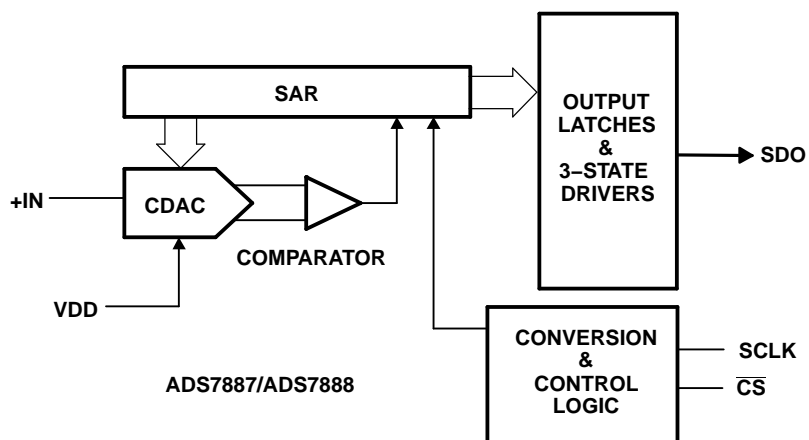 SAR
OUTPUT
LATCHES
&
3–STATE
DRIVERS
SDO
+IN
CDAC
COMPARATOR
VDD
CONVERSION
&
CONTROL
LOGIC
SCLK
CS
ADS7887/ADS7888